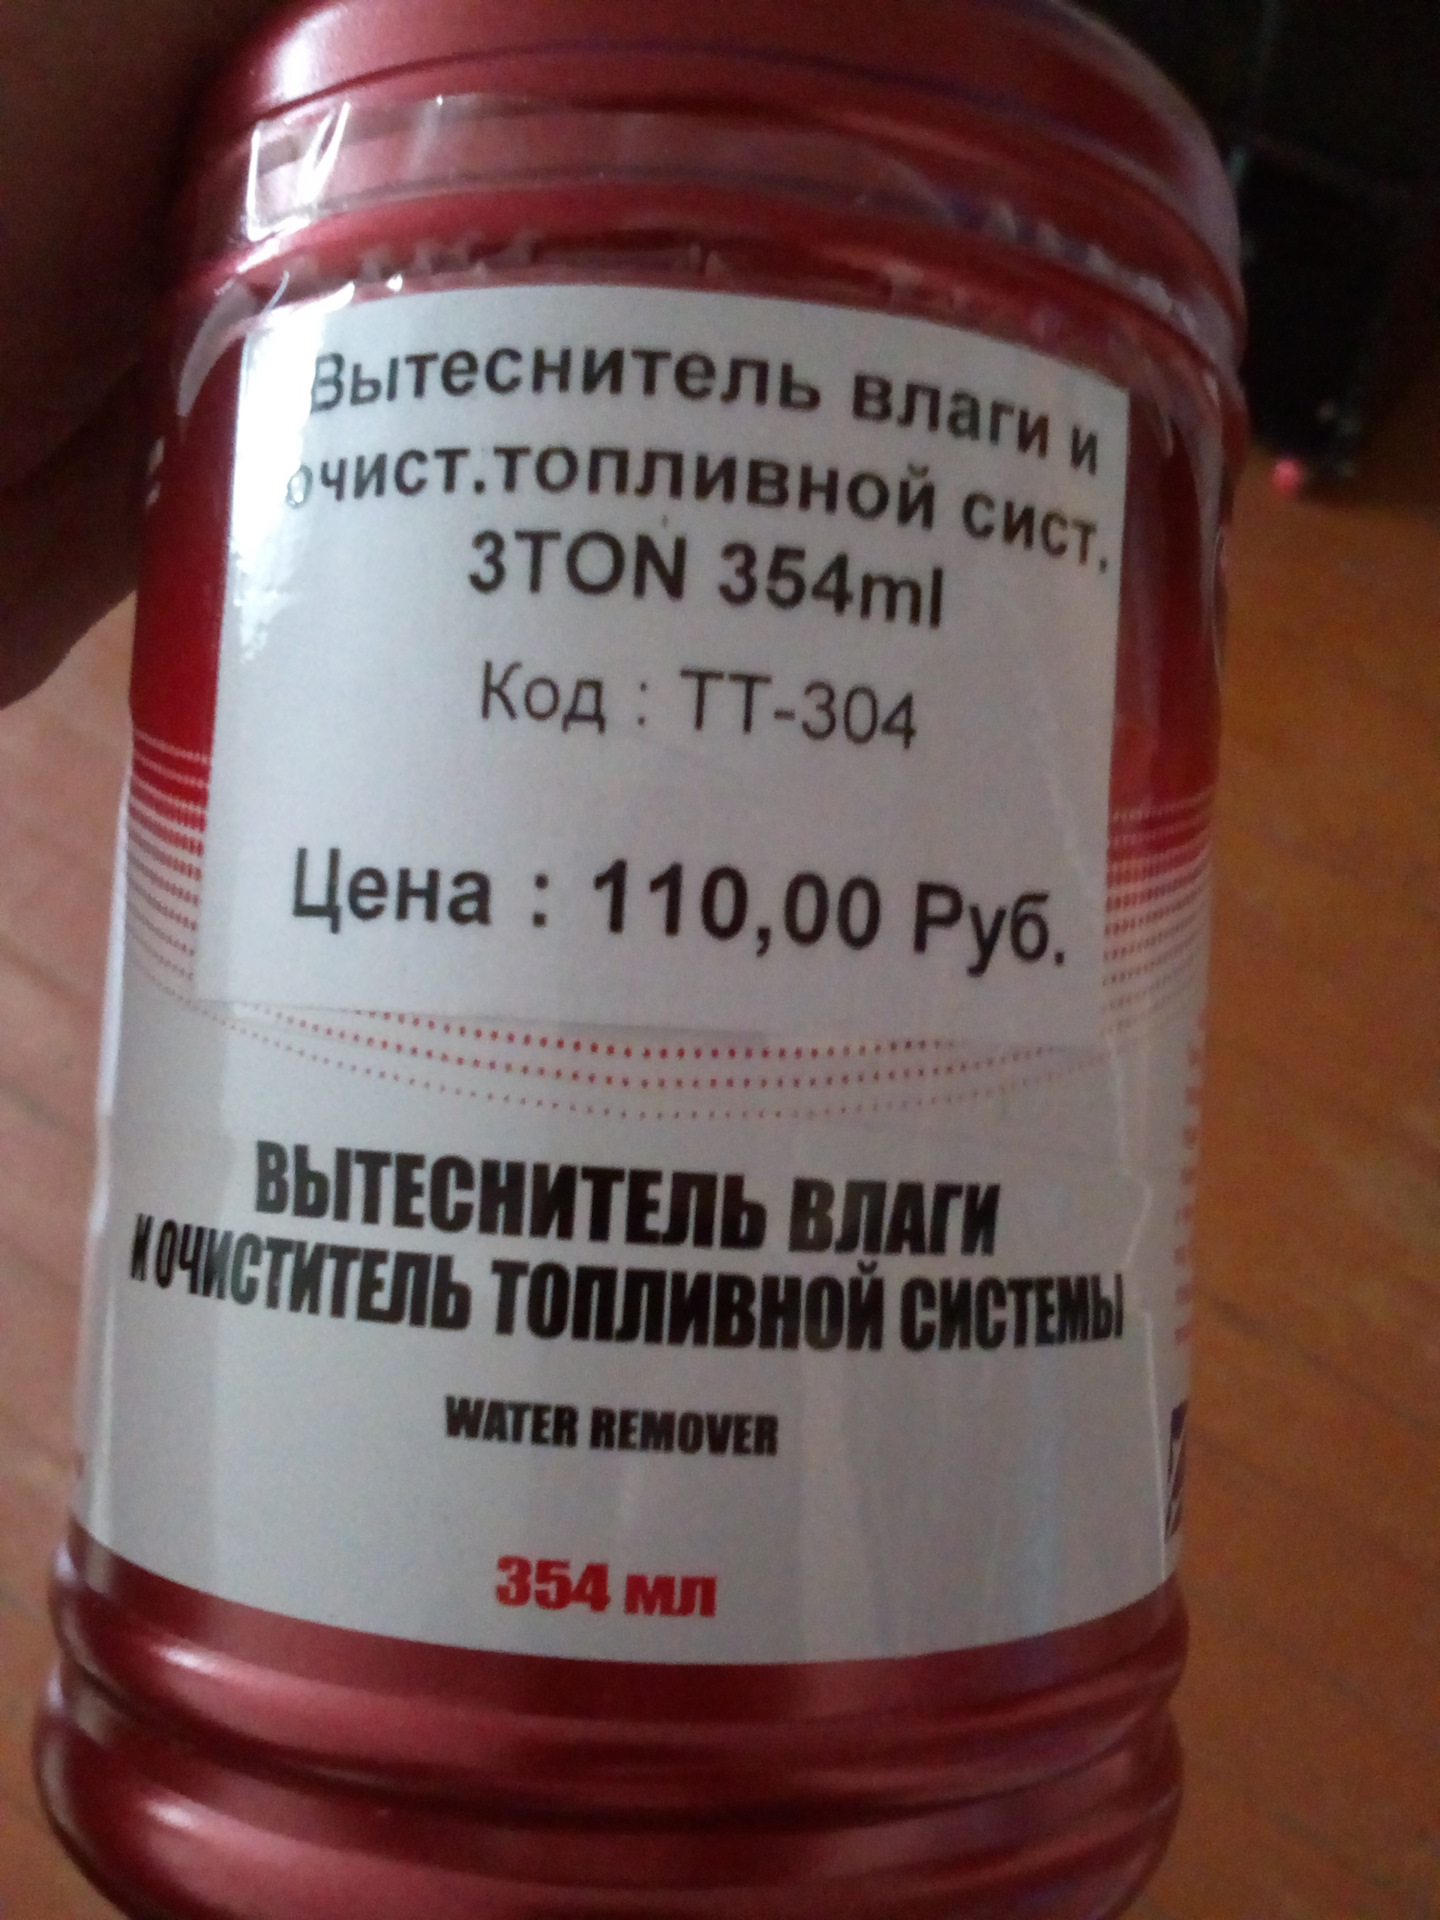 Вытеснитель влаги и
очист.топливной сист.
3TON 354ml
Код : TT-304
Цена : 110,00 Руб.
ВЫТЕСНИТЕЛЬ ВЛАГИ
И ОЧИСТИТЕЛЬ ТОПЛИВНОЙ СИСТЕМЫ
WATER REMOVER
354 мл